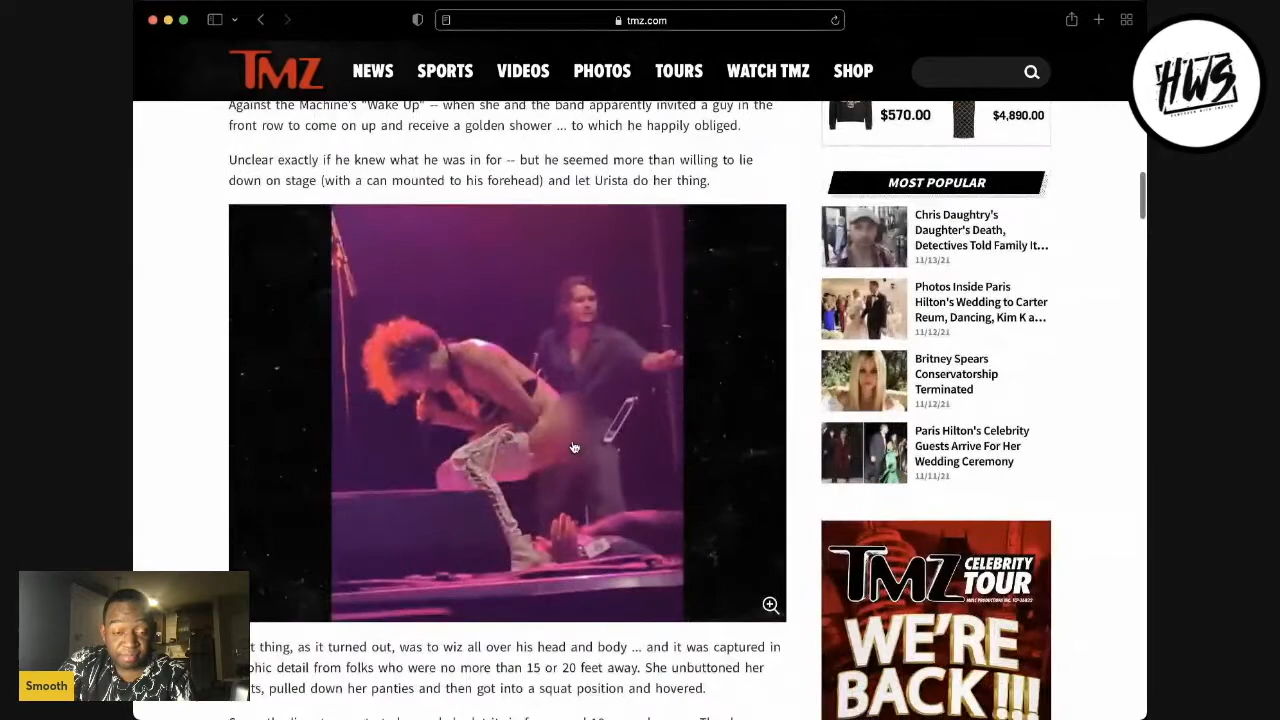 tmz.com
TMZ
NEWS SPORTS VIDEOS PHOTOS TOURS WATCH TMZ SHOP
HWS
Against the Machine's "Wake Up" -- when she and the band apparently invited a guy in the
front row to come on up and receive a golden shower ... to which he happily obliged.
Unclear exactly if he knew what he was in for -- but he seemed more than willing to lie
down on stage (with a can mounted to his forehead) and let Urista do her thing.
t thing, as it turned out, was to wiz all over his head and body ... and it was captured in
phic detail from folks who were no more than 15 or 20 feet away. She unbuttoned her
ts, pulled down her panties and then got into a squat position and hovered.
$570.00
$4,890.00
MOST POPULAR
Chris Daughtry's
Daughter's Death,
Detectives Told Family It...
11/13/21
Photos Inside Paris
Hilton's Wedding to Carter
Reum, Dancing, Kim K a...
11/12/21
Britney Spears
Conservatorship
Terminated
11/12/21
Paris Hilton's Celebrity
Guests Arrive For Her
Wedding Ceremony
11/11/21
TMZ CELEBRITY
TOUR
WE'RE
BACK!!!
Smooth